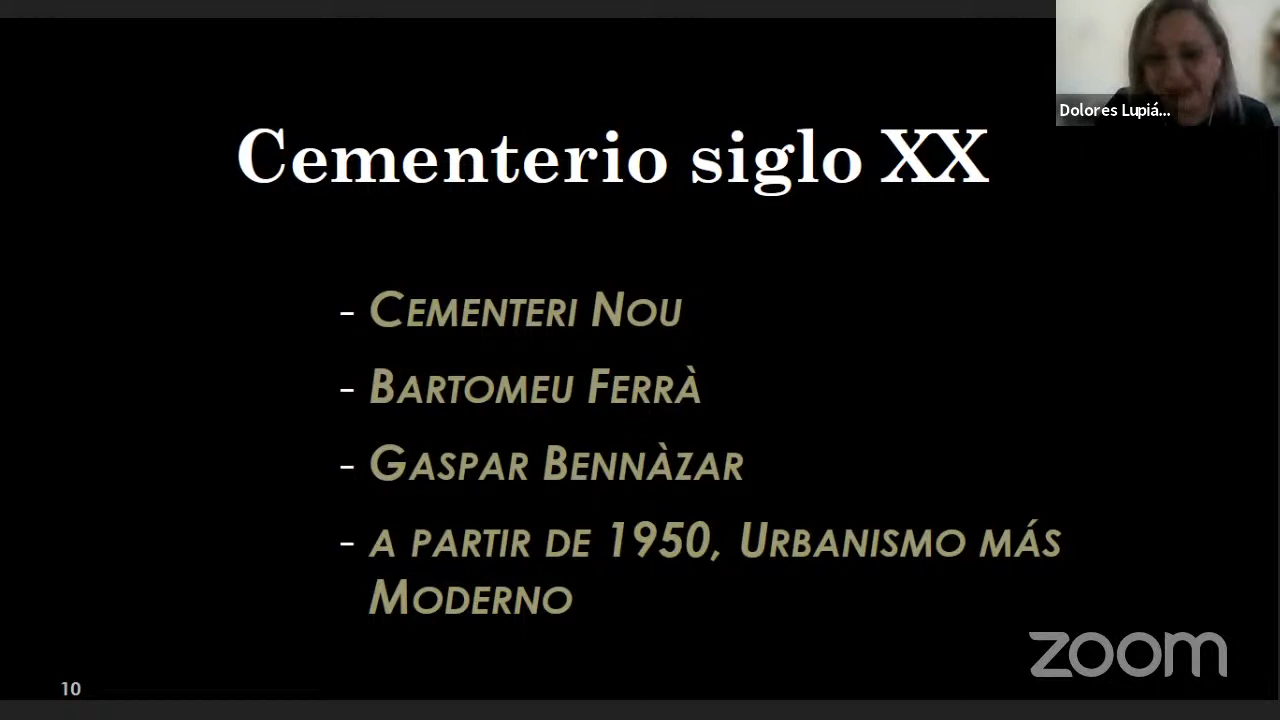 Dolores Lupiá...
Cementerio siglo XX
- CEMENTERI NOU
- BARTOMEU FERRÀ
- GASPAR BENNÀZAR
- A PARTIR DE 1950, URBANISMO MÁS
MODERNO
zoom
10